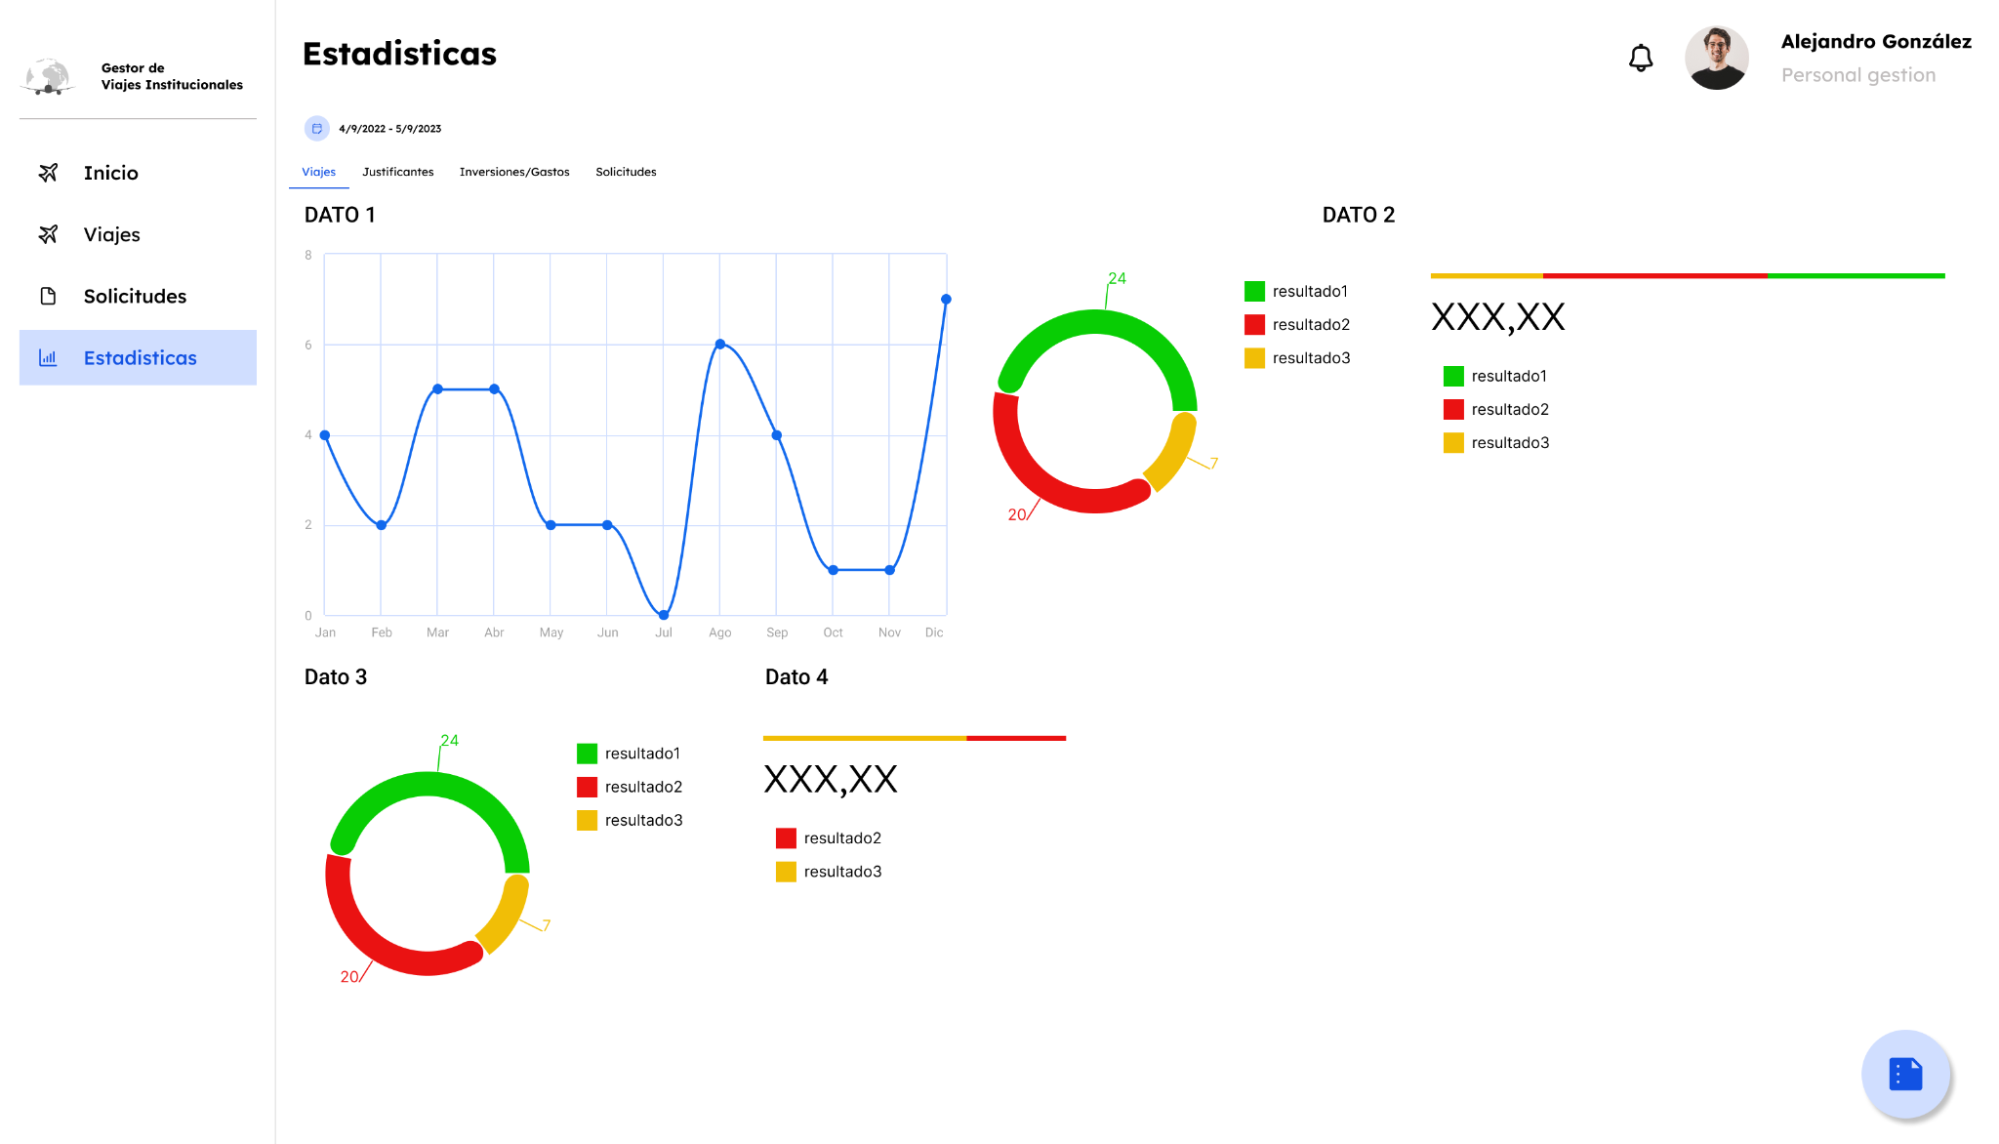 Gestor de
Viajes Institucionales
Inicio
Viajes
Solicitudes
Estadisticas
Estadisticas
Alejandro González
Personal gestion
4/9/2022 - 5/9/2023
Viajes Justificantes Inversiones/Gastos Solicitudes
DATO 1
8
6
4
2
0
Jan Feb Mar Abr May Jun Jul Ago Sep Oct Nov Dic
24
7
20
resultado1
resultado2
resultado3
DATO 2
XXX,XX
resultado1
resultado2
resultado3
Dato 3
24
7
20
resultado1
resultado2
resultado3
Dato 4
XXX,XX
resultado2
resultado3